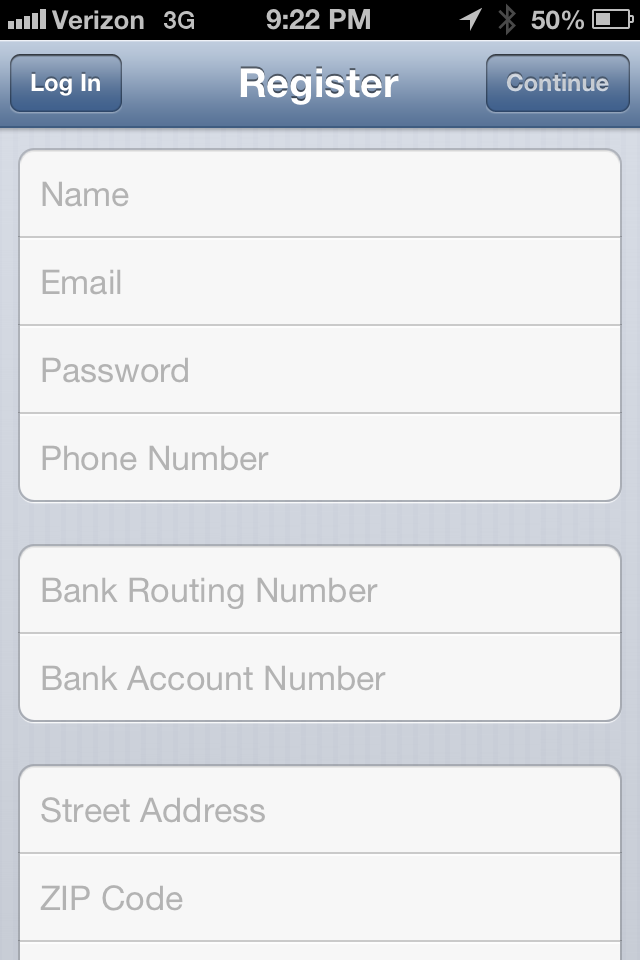 Verizon 3G 9:22 PM 50%
Log In Register Continue
Name
Email
Password
Phone Number
Bank Routing Number
Bank Account Number
Street Address
ZIP Code